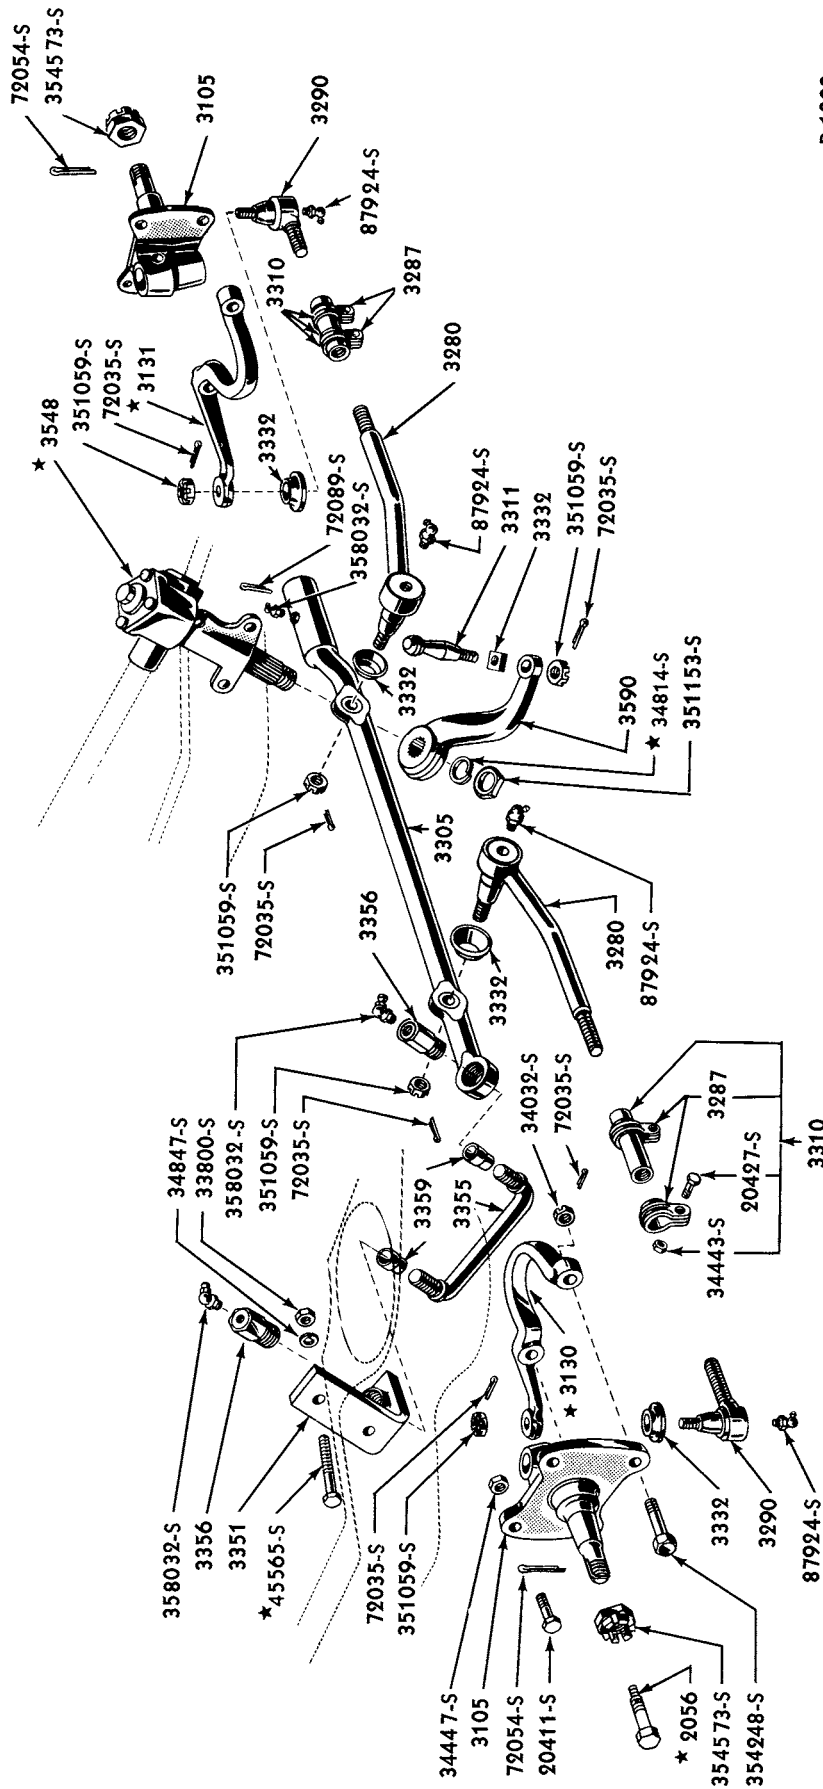 72054-S
354573-S
3105
3290
87924-S
3310
3287
★ 3548
351059-S
72035-S
★ 3131
3332
72089-S
358032-S
3280
87924-S
3311
3332
351059-S
72035-S
3332
3590
★ 34814-S
351153-S
351059-S
72035-S
3305
3356
3332
3280
87924-S
34847-S
33800-S
358032-S
351059-S
72035-S
3359
3355
34032-S
72035-S
3287
20427-S
34443-S
3310
358032-S
3356
3351
★45565-S
72035-S
351059-S
★ 3130
3332
3290
87924-S
34447-S
3105
72054-S
20411-S
★ 2056
354573-S
354248-S